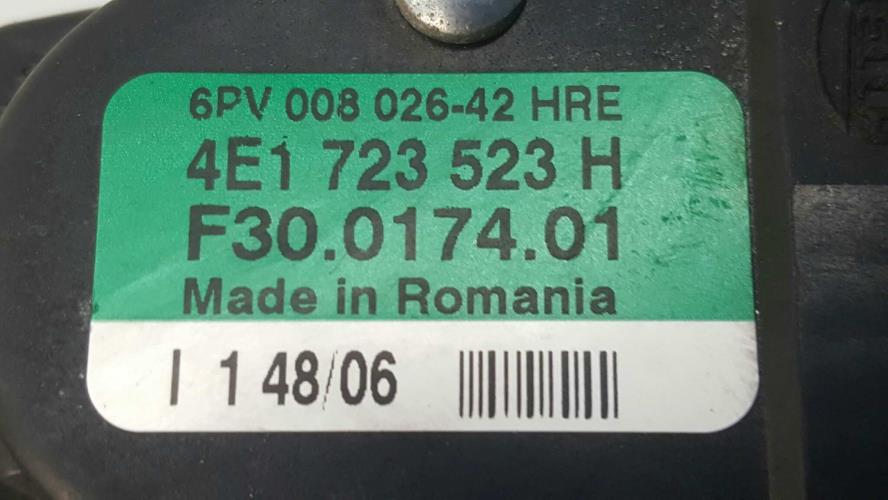 6PV 008 026-42 HRE
4E1 723 523 H
F30.0174.01
Made in Romania
I 1 48/06